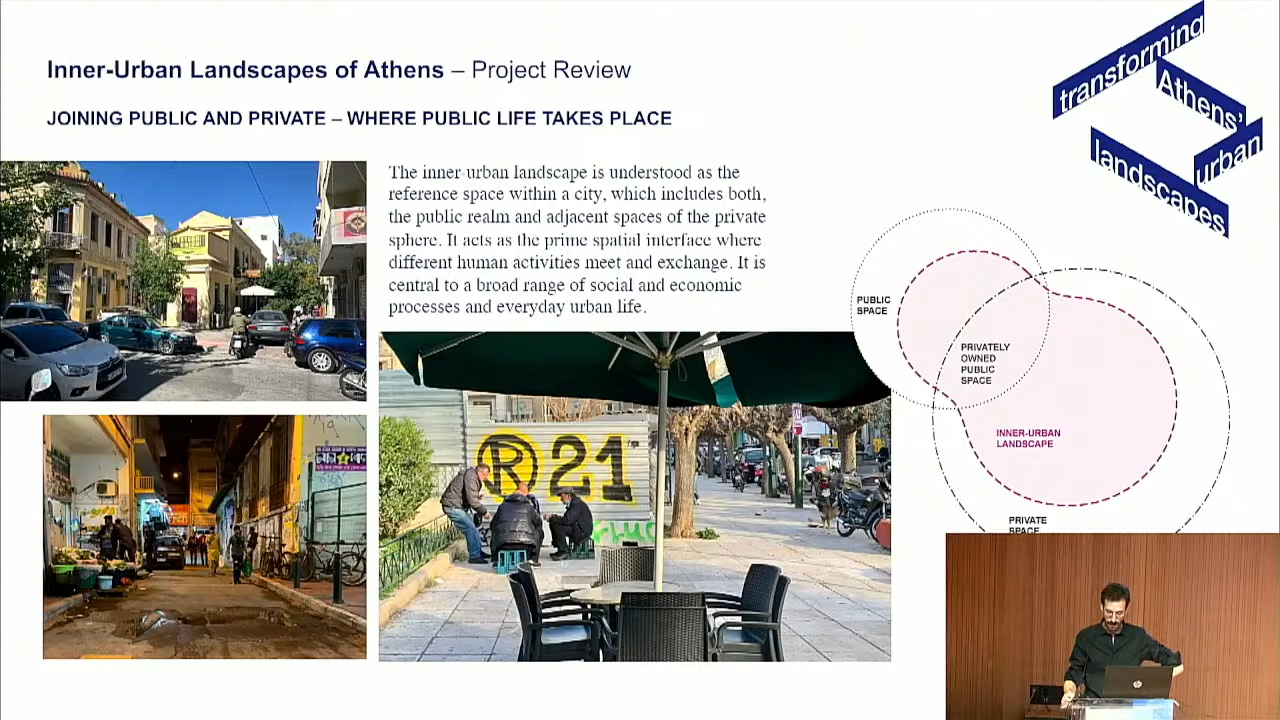 Inner-Urban Landscapes of Athens – Project Review
JOINING PUBLIC AND PRIVATE – WHERE PUBLIC LIFE TAKES PLACE
transforming
Athens'
urban
landscapes
The inner-urban landscape is understood as the
reference space within a city, which includes both,
the public realm and adjacent spaces of the private
sphere. It acts as the prime spatial interface where
different human activities meet and exchange. It is
central to a broad range of social and economic
processes and everyday urban life.
PUBLIC
SPACE
PRIVATELY
OWNED
PUBLIC
SPACE
INNER-URBAN
LANDSCAPE
PRIVATE
SPACE
R 21